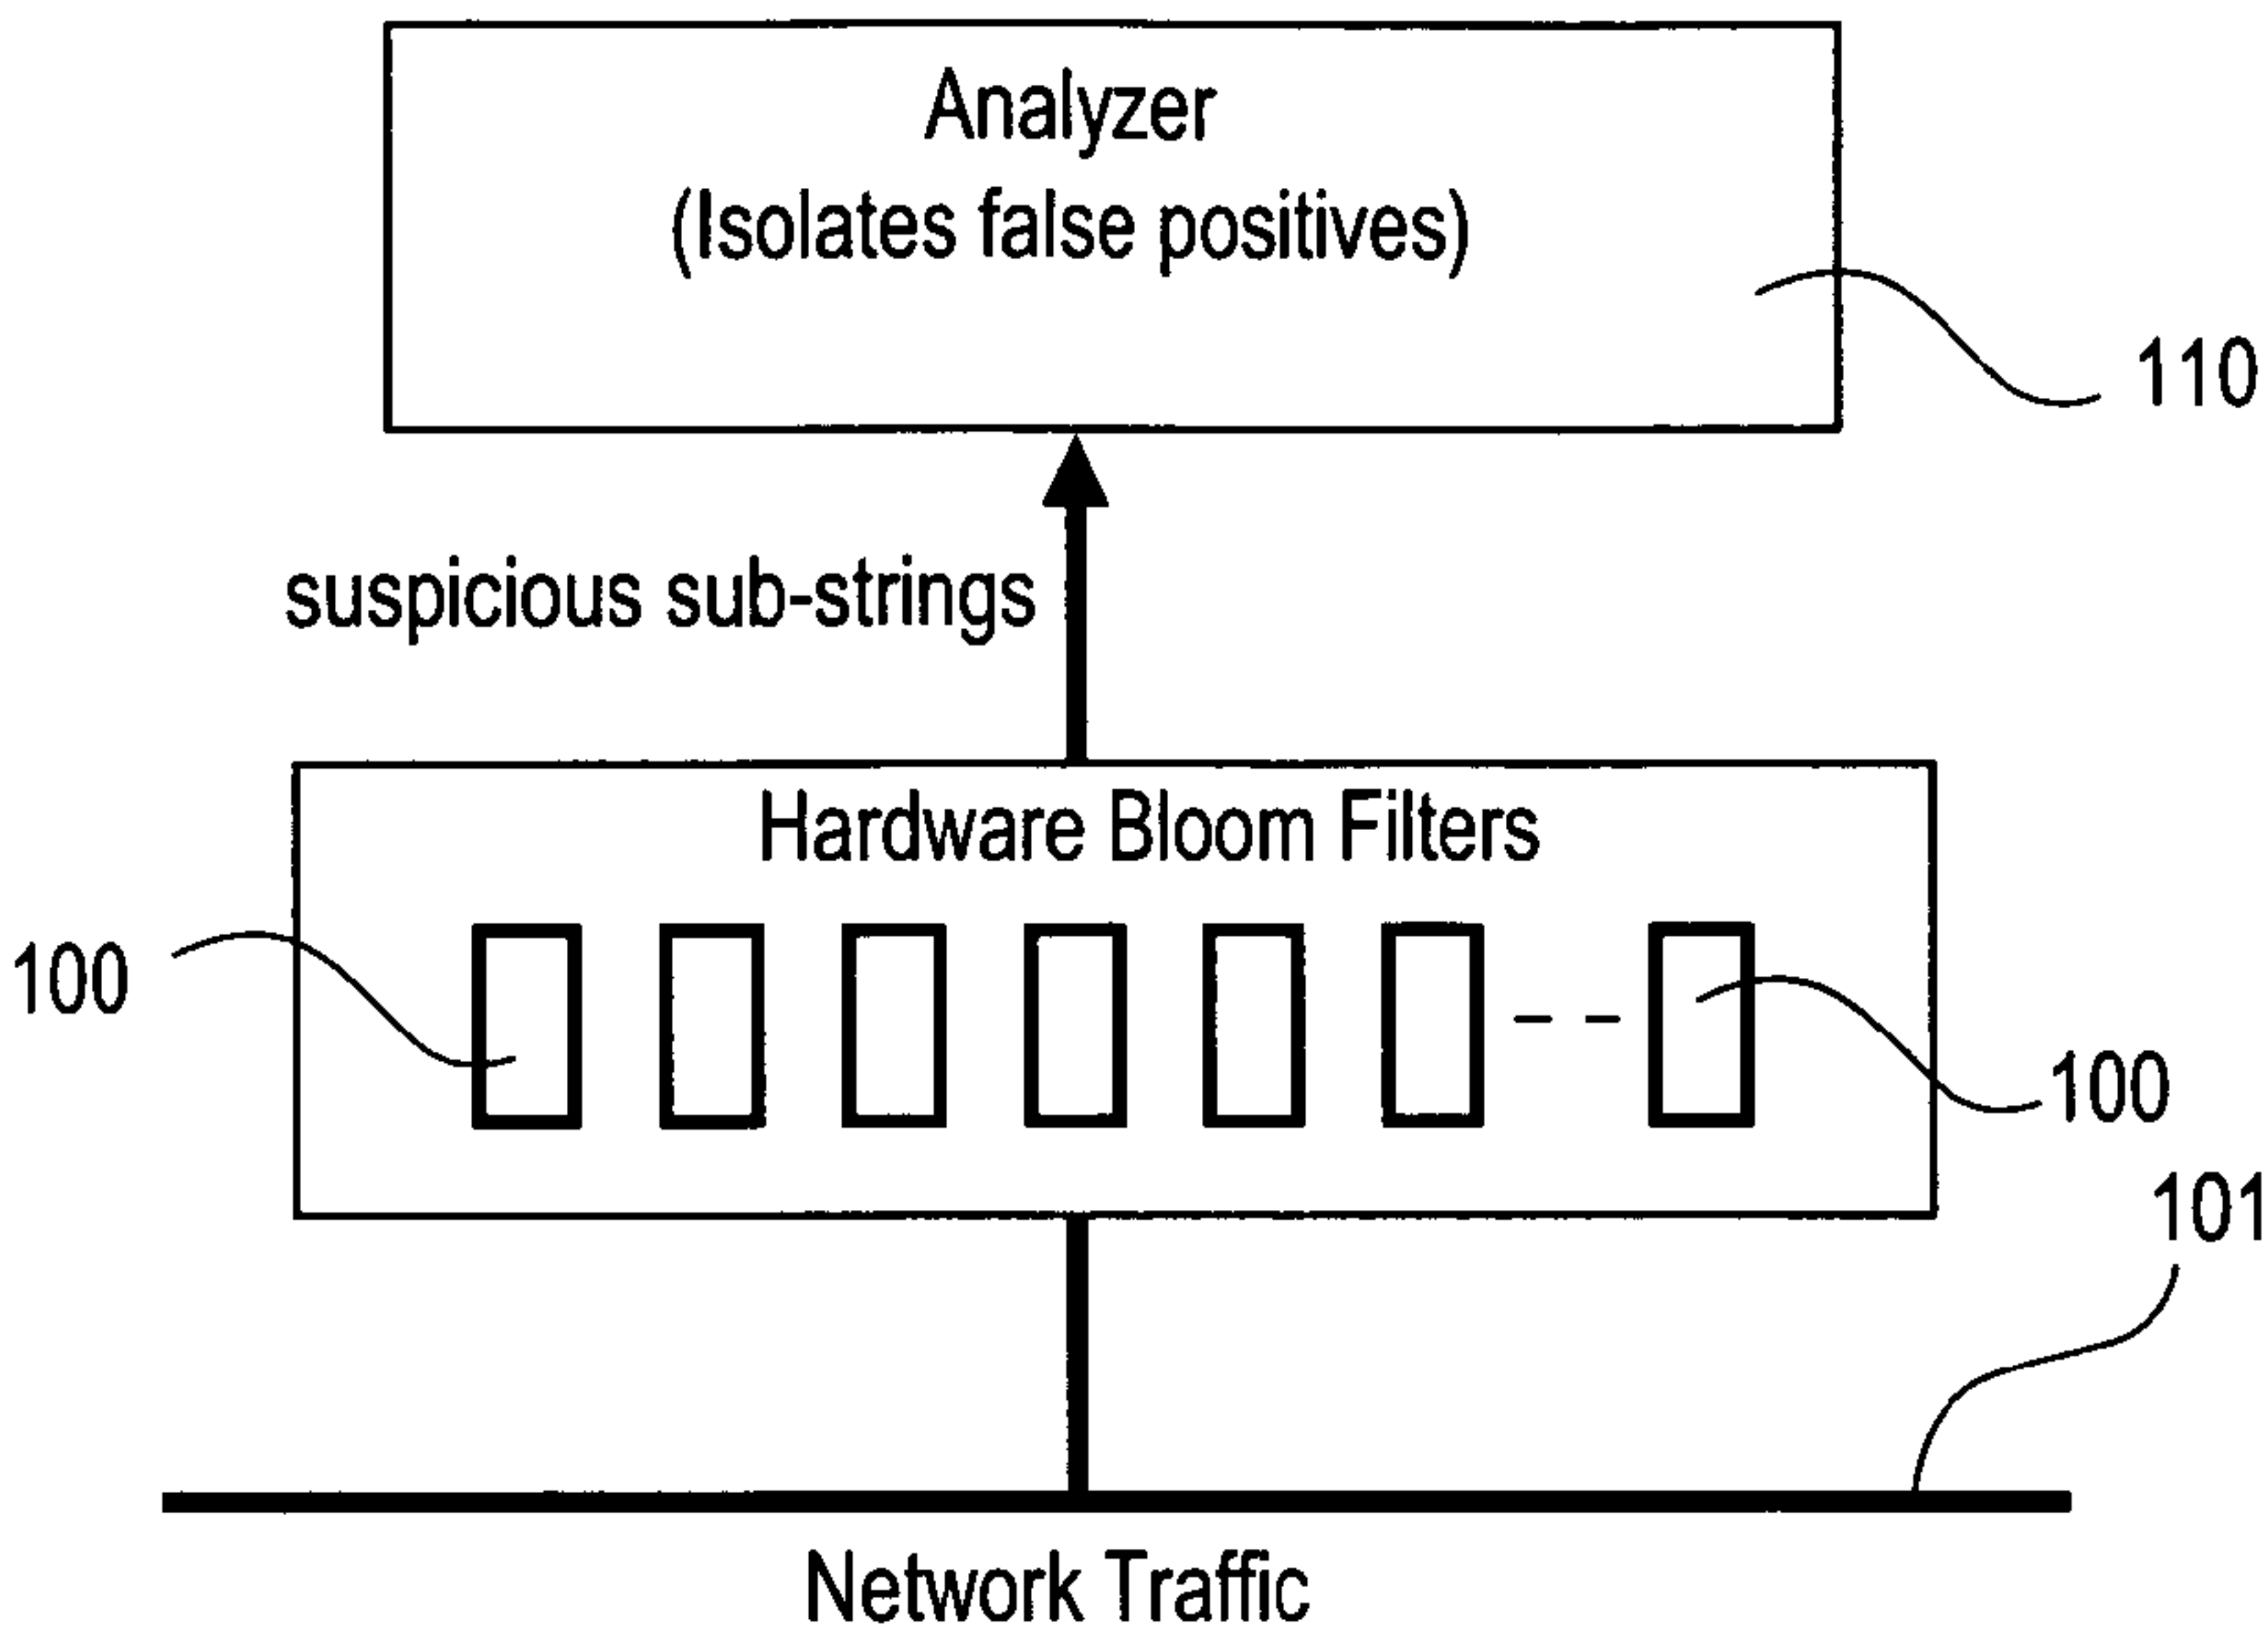 Analyzer
(Isolates false positives)
110
suspicious sub-strings
Hardware Bloom Filters
100
100
101
Network Traffic